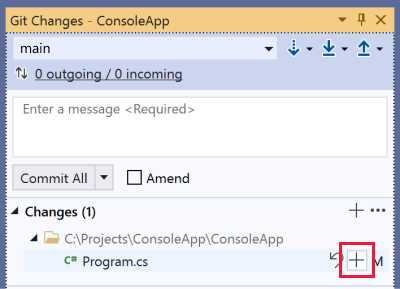 Git Changes - ConsoleApp
main
0 outgoing / 0 incoming
Enter a message <Required>
Commit All
Amend
Changes (1)
C:\Projects\ConsoleApp\ConsoleApp
C# Program.cs M